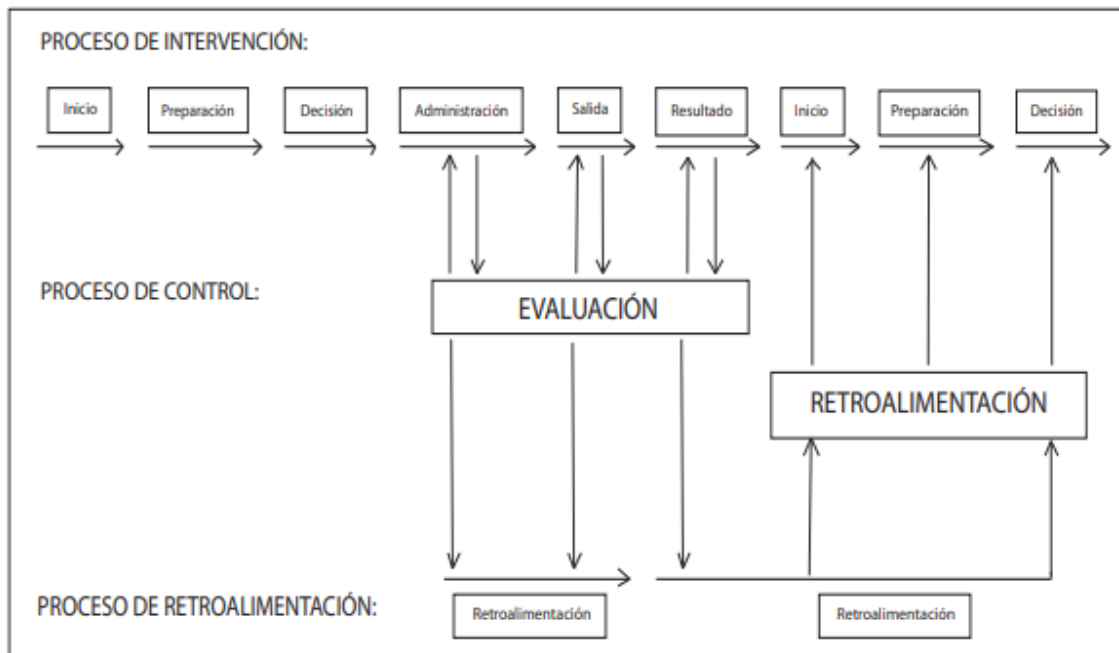 PROCESO DE INTERVENCIÓN:
Inicio
Preparación
Decisión
Administración
Salida
Resultado
Inicio
Preparación
Decisión
PROCESO DE CONTROL:
EVALUACIÓN
RETROALIMENTACIÓN
PROCESO DE RETROALIMENTACIÓN:
Retroalimentación
Retroalimentación